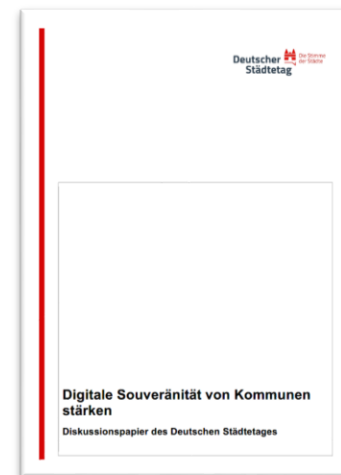 Deutscher
Städtetag
Die Stimme
der Städte
Digitale Souveränität von Kommunen
stärken
Diskussionspapier des Deutschen Städtetages